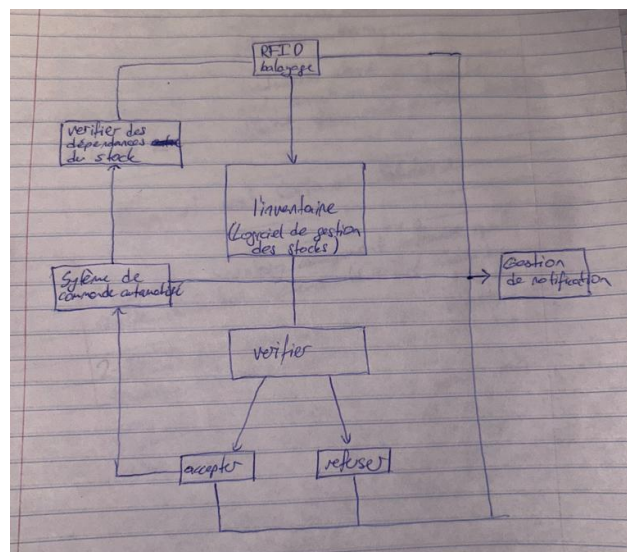 RFID
balayage
verifier des
dépendances
du stock
l'inventaire
(Logiciel de gestion
des stocks)
Système de
commande automatisé
Gestion
de notification
verifier
accepter
refuser